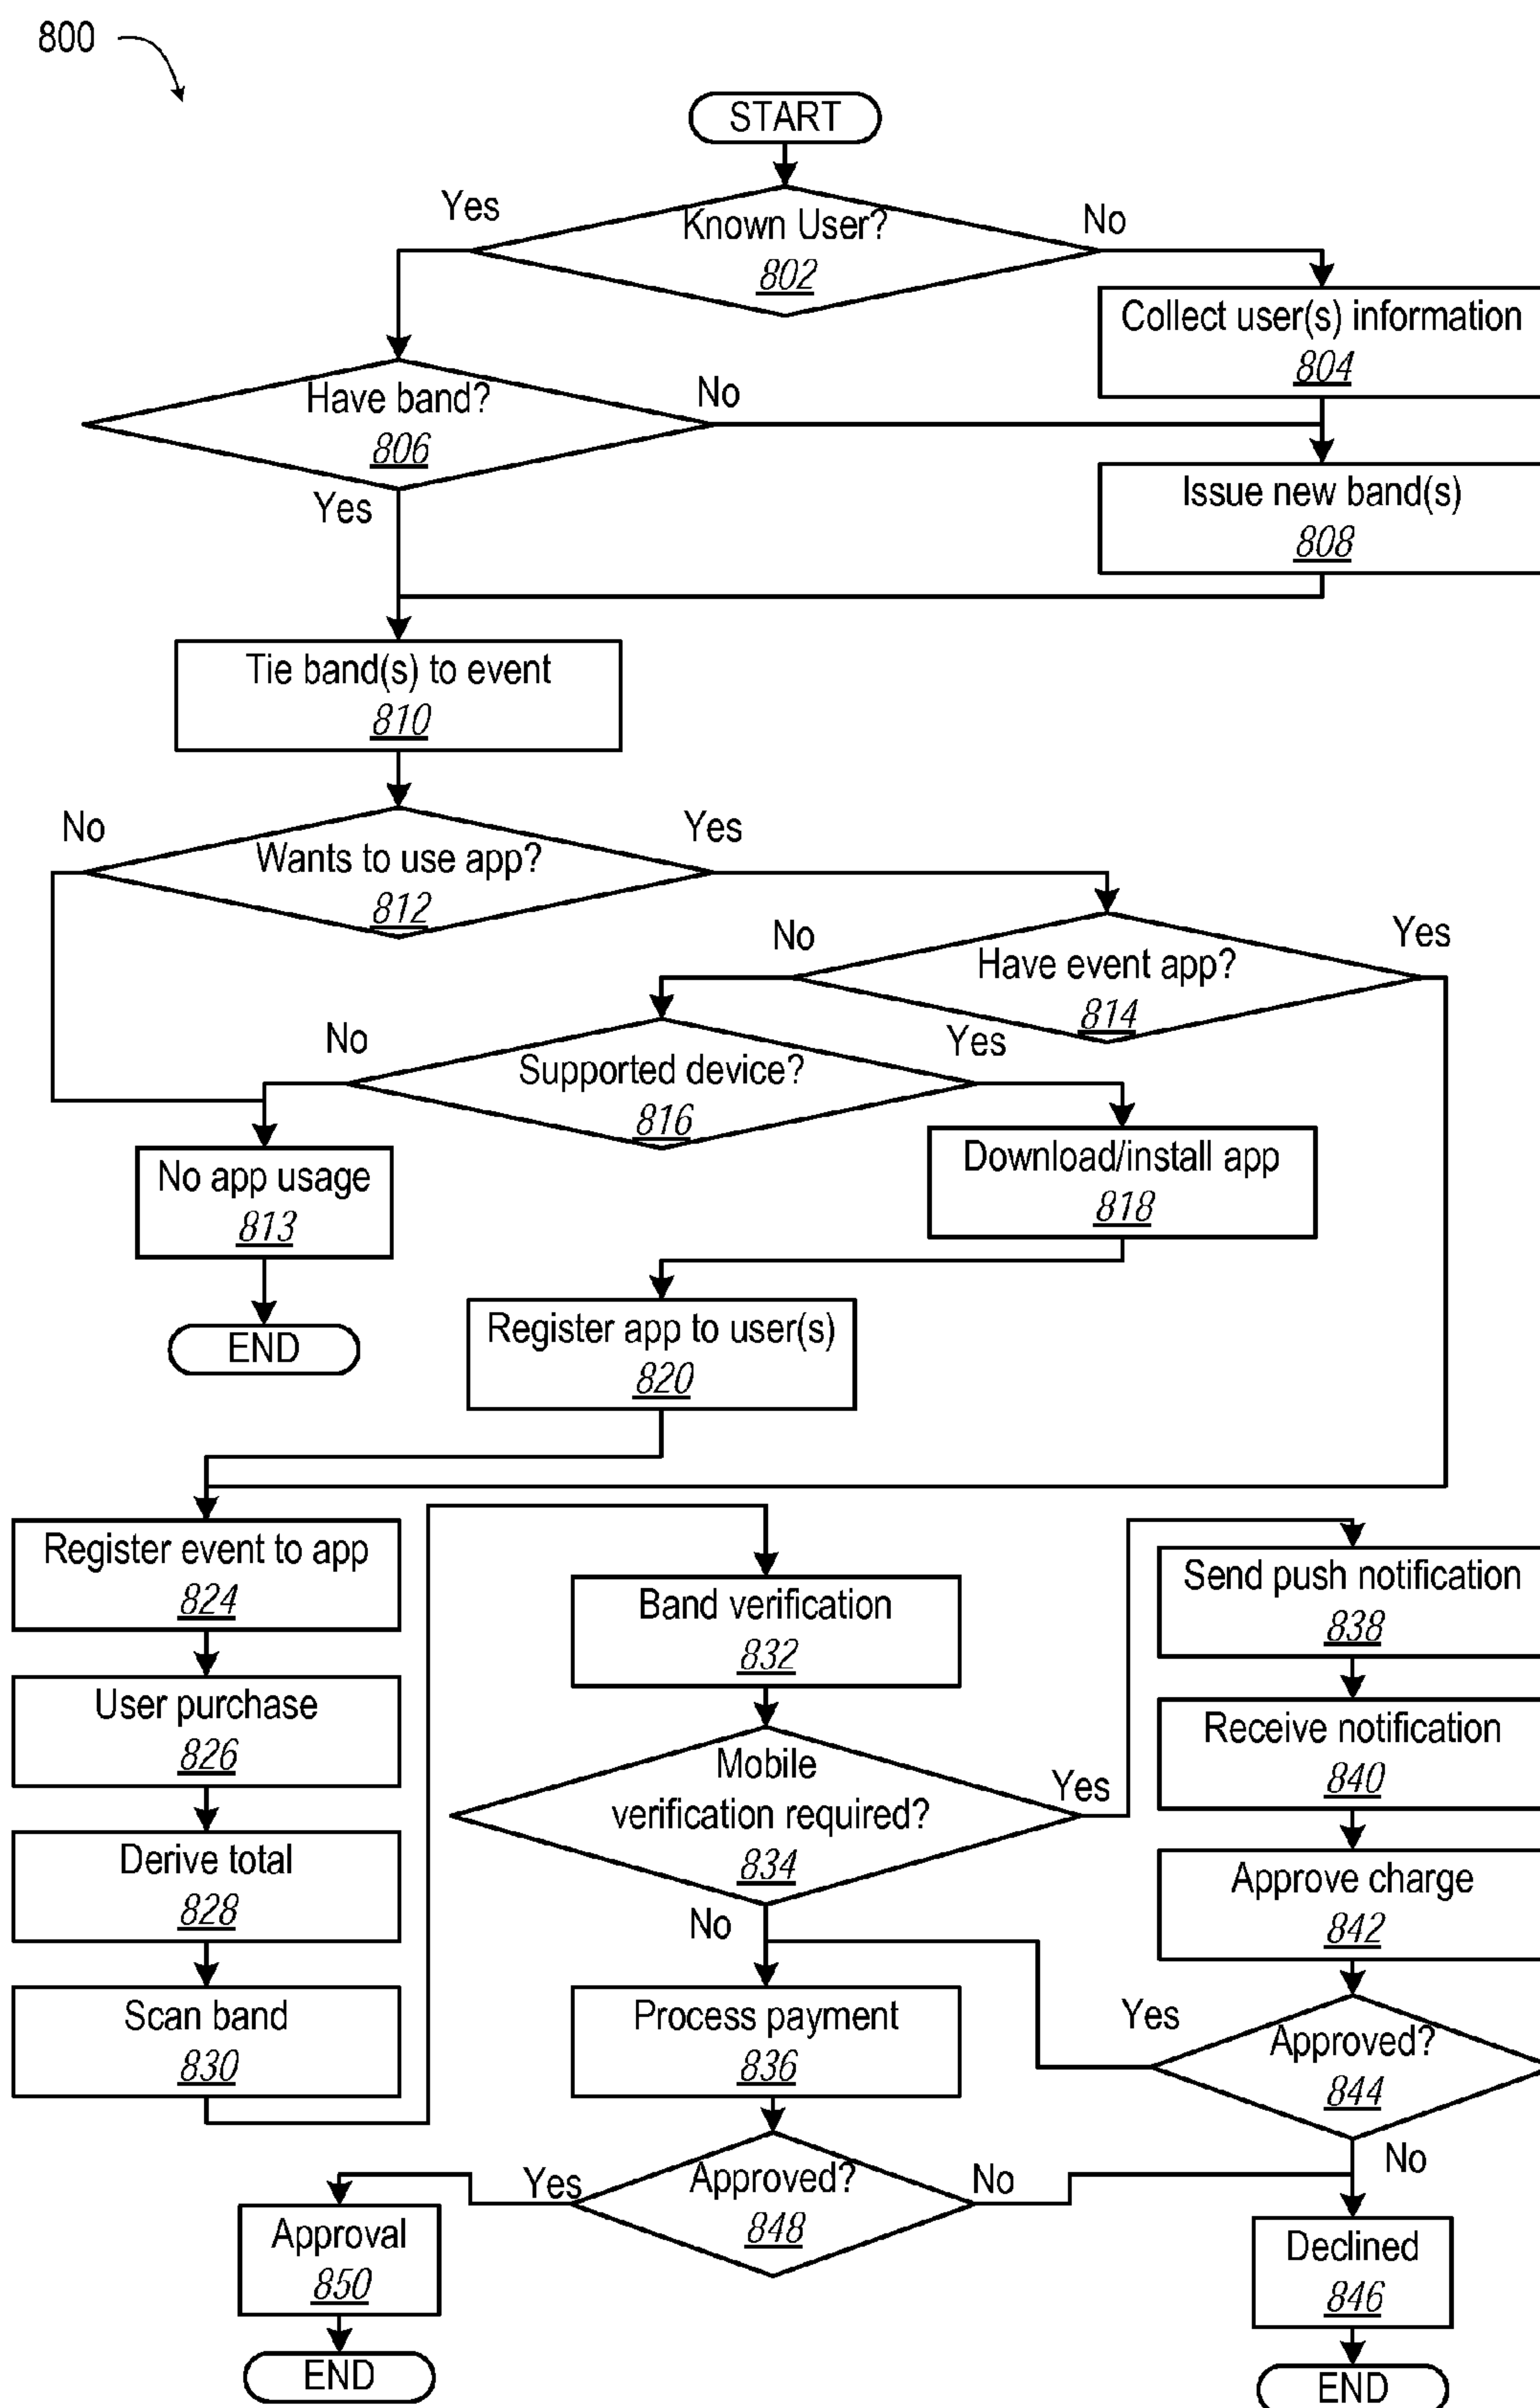 800
START
Yes
Known User?
802
No
Collect user(s) information
804
Have band?
806
No
Yes
Issue new band(s)
808
Tie band(s) to event
810
No
Wants to use app?
812
Yes
No
Have event app?
814
Yes
No
Supported device?
816
Yes
No app usage
813
Download/install app
818
END
Register app to user(s)
820
Register event to app
824
User purchase
826
Derive total
828
Scan band
830
Band verification
832
Mobile
verification required?
834
Yes
No
Send push notification
838
Receive notification
840
Approve charge
842
Process payment
836
Yes
Approved?
844
No
Yes
Approved?
848
No
Approval
850
END
Declined
846
END